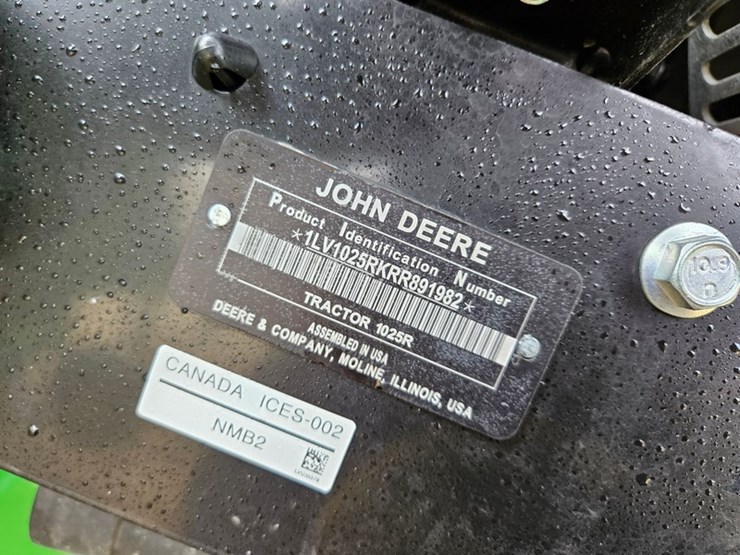 JOHN DEERE
Product Identification Number
*1LV1025RKRR891982*
TRACTOR 1025R
ASSEMBLED IN USA
DEERE & COMPANY, MOLINE, ILLINOIS, USA
CANADA ICES-002
NMB2
10.9